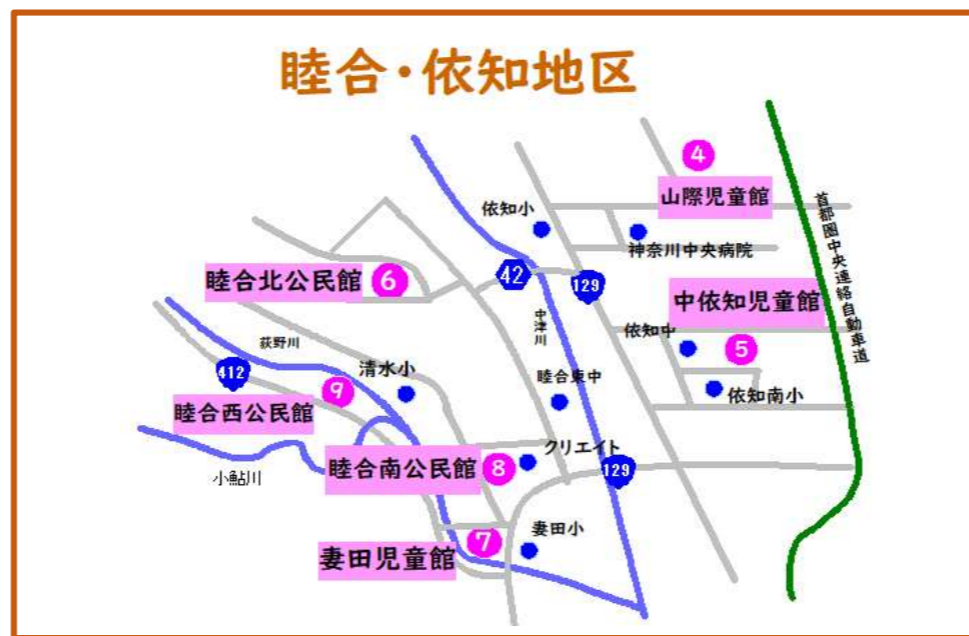 睦合・依知地区
④
山際児童館
依知小
神奈川中央病院
首都圏中央連絡自動車道
睦合北公民館
⑥
42
129
中依知児童館
中津川
依知中
⑤
荻野川
412
清水小
⑨
睦合東中
依知南小
睦合西公民館
クリエイト
睦合南公民館
⑧
129
小鮎川
妻田小
⑦
妻田児童館